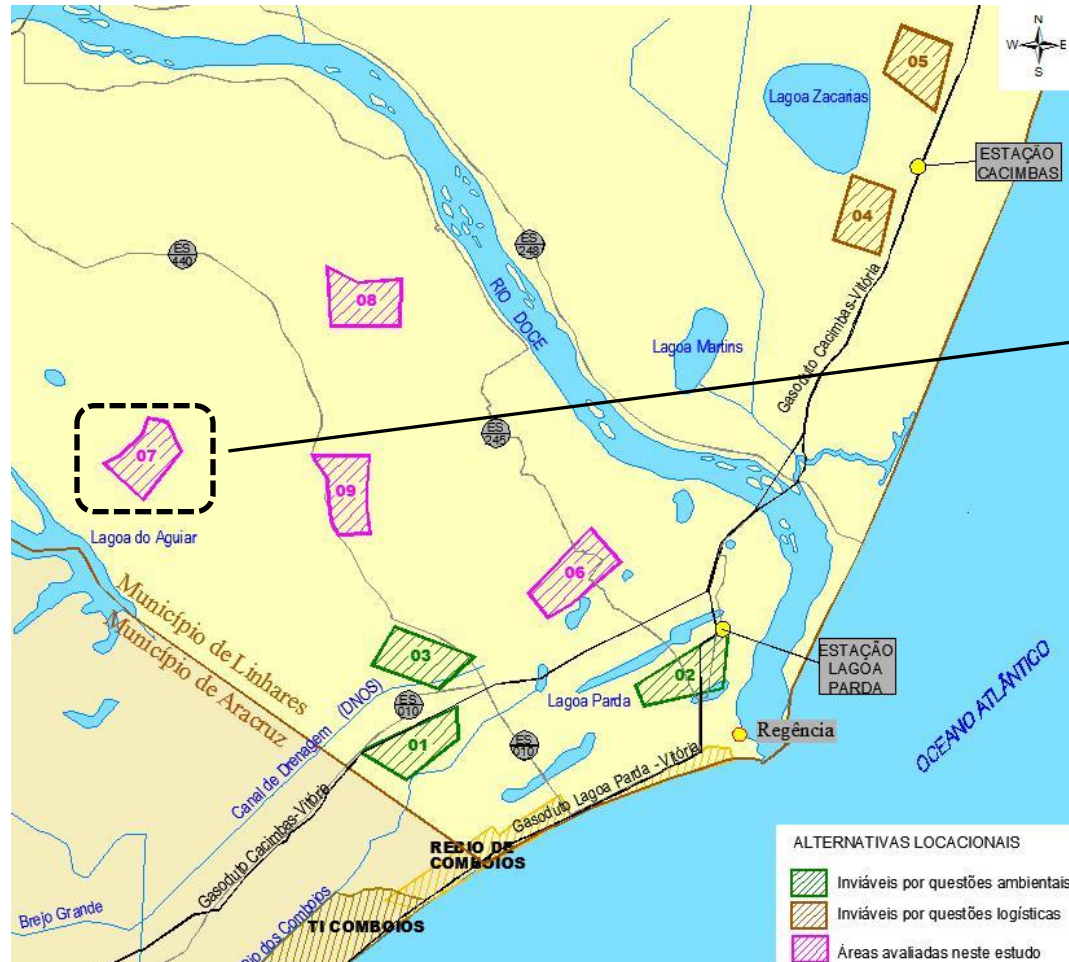 N
W E
S
05
Lagoa Zacarias
ESTAÇÃO
CACIMBAS
04
ES
440
ES
248
08
RIO DOCE
Gasoduto Cacimbas-Vitória
Lagoa Martins
07
ES
245
09
Lagoa do Aguiar
06
Município de Linhares
Município de Aracruz
03
02
ESTAÇÃO
LAGOA
PARDA
Lagoa Parda
ES
010
Canal de Drenagem (DNOS)
01
ES
010
Regência
OCEANO ATLÂNTICO
Gasoduto Lagoa Parda - Vitória
Gasoduto Cacimbas-Vitória
REBIO DE
COMBOIOS
TI COMBOIOS
Brejo Grande
Rio dos Comboios
ALTERNATIVAS LOCACIONAIS
Inviáveis por questões ambientais
Inviáveis por questões logísticas
Áreas avaliadas neste estudo